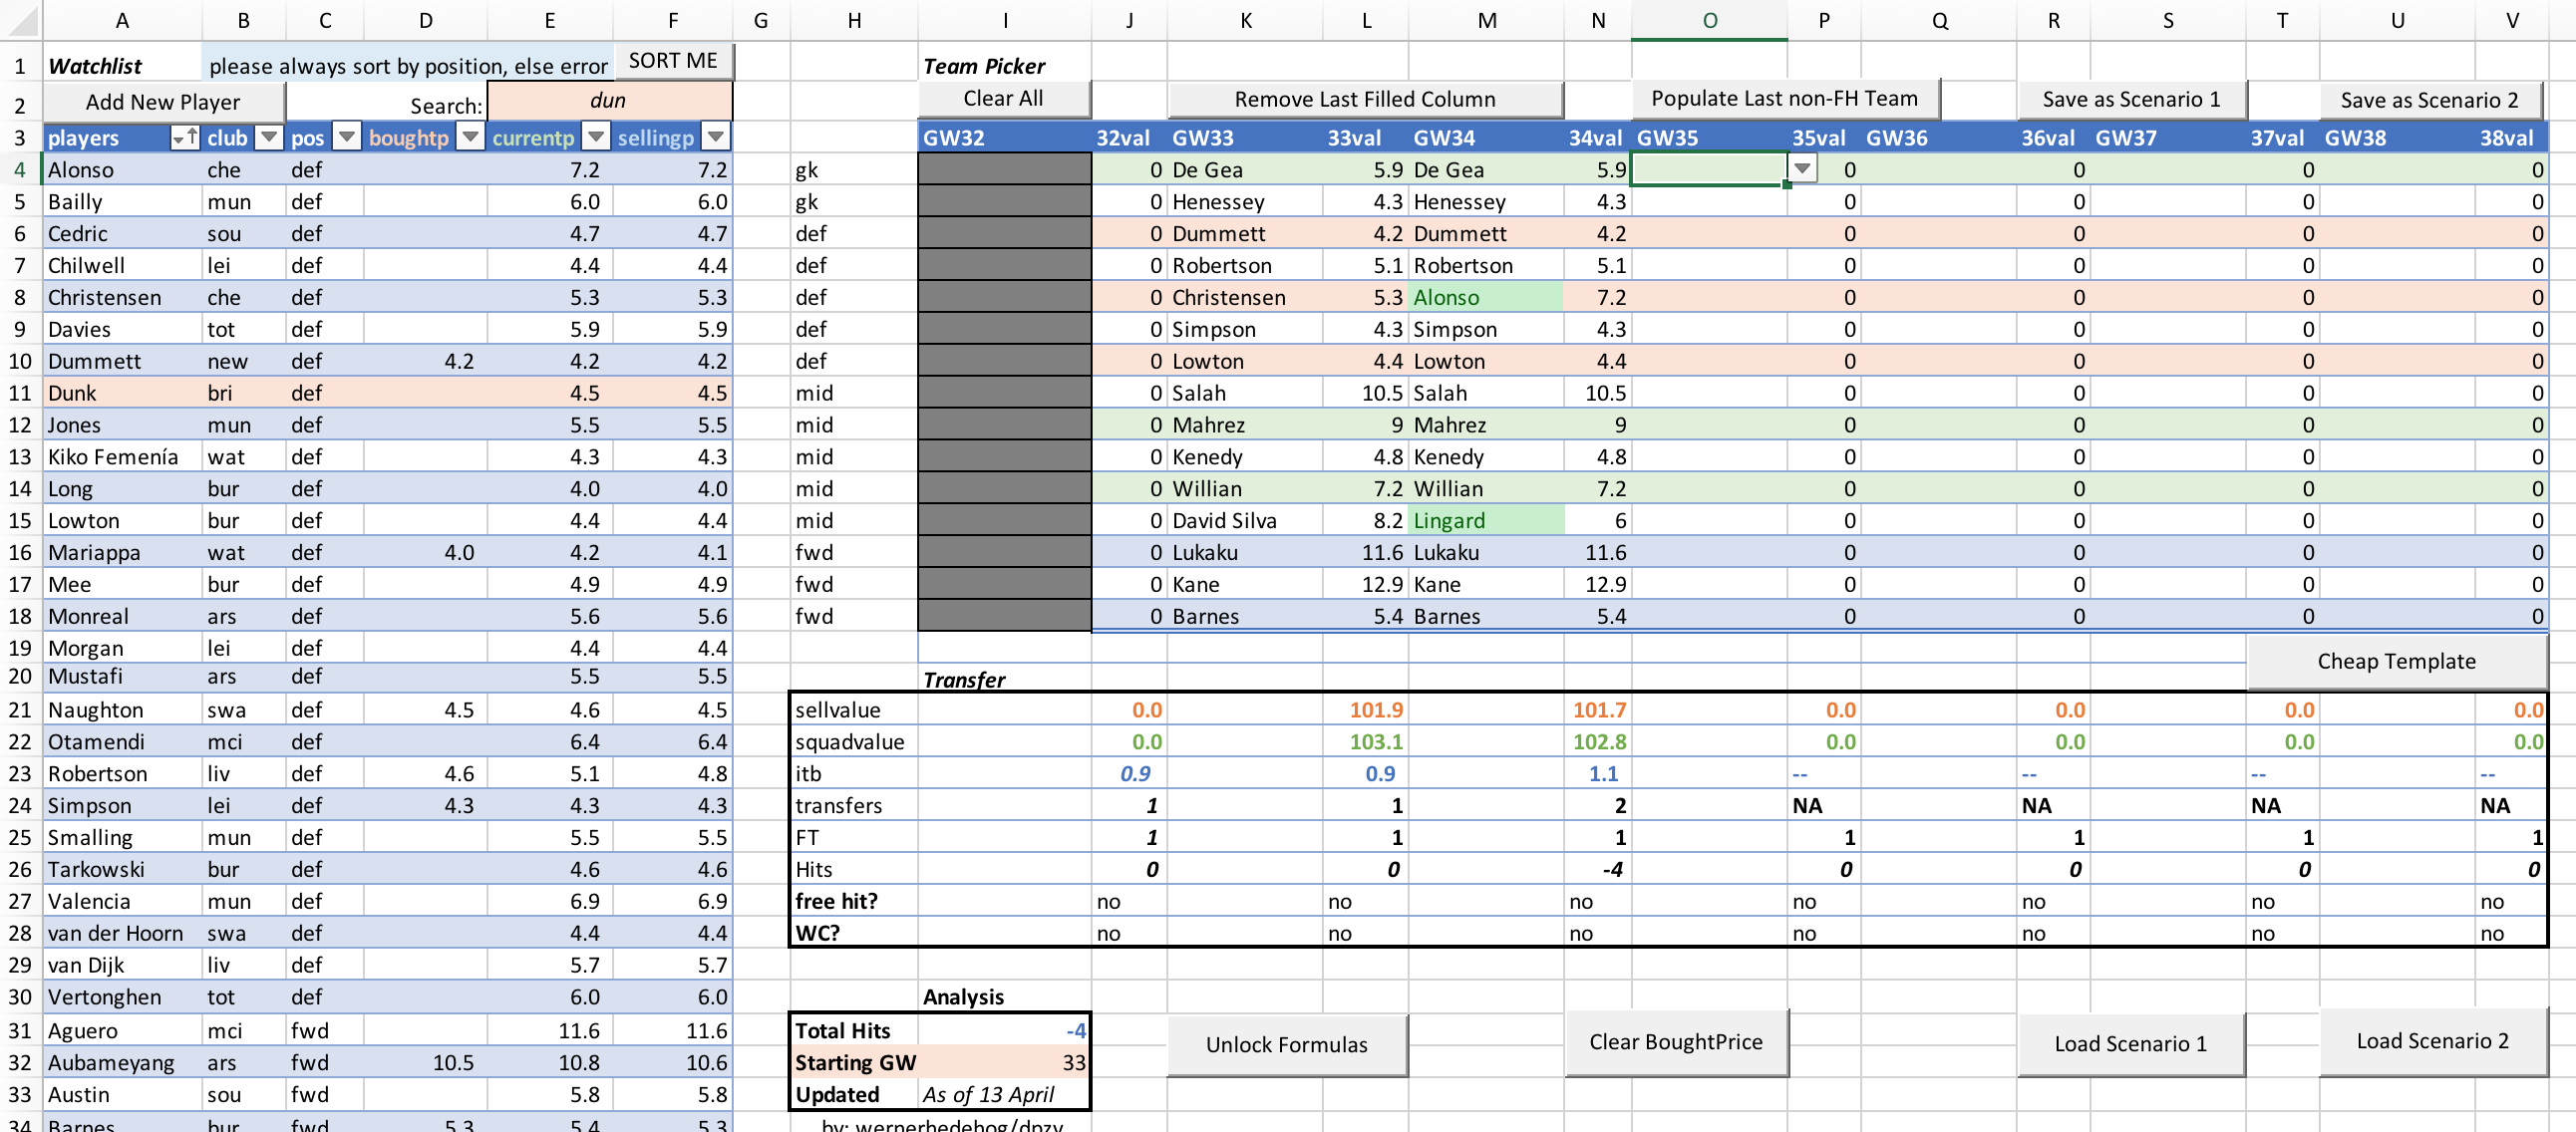 A B C D E F G H I J K L M N O P Q R S T U V
1 Watchlist please always sort by position, else error SORT ME Team Picker
2 Add New Player Search: dun Clear All Remove Last Filled Column Populate Last non-FH Team Save as Scenario 1 Save as Scenario 2
3 players club pos boughtp currentp sellingp GW32 32val GW33 33val GW34 34val GW35 35val GW36 36val GW37 37val GW38 38val
4 Alonso che def 7.2 7.2 gk 0 De Gea 5.9 De Gea 5.9 0 0 0 0
5 Bailly mun def 6.0 6.0 gk 0 Henessey 4.3 Henessey 4.3 0 0 0 0
6 Cedric sou def 4.7 4.7 def 0 Dummett 4.2 Dummett 4.2 0 0 0 0
7 Chilwell lei def 4.4 4.4 def 0 Robertson 5.1 Robertson 5.1 0 0 0 0
8 Christensen che def 5.3 5.3 def 0 Christensen 5.3 Alonso 7.2 0 0 0 0
9 Davies tot def 5.9 5.9 def 0 Simpson 4.3 Simpson 4.3 0 0 0 0
10 Dummett new def 4.2 4.2 4.2 def 0 Lowton 4.4 Lowton 4.4 0 0 0 0
11 Dunk bri def 4.5 4.5 mid 0 Salah 10.5 Salah 10.5 0 0 0 0
12 Jones mun def 5.5 5.5 mid 0 Mahrez 9 Mahrez 9 0 0 0 0
13 Kiko Femenía wat def 4.3 4.3 mid 0 Kenedy 4.8 Kenedy 4.8 0 0 0 0
14 Long bur def 4.0 4.0 mid 0 Willian 7.2 Willian 7.2 0 0 0 0
15 Lowton bur def 4.4 4.4 mid 0 David Silva 8.2 Lingard 6 0 0 0 0
16 Mariappa wat def 4.0 4.2 4.1 fwd 0 Lukaku 11.6 Lukaku 11.6 0 0 0 0
17 Mee bur def 4.9 4.9 fwd 0 Kane 12.9 Kane 12.9 0 0 0 0
18 Monreal ars def 5.6 5.6 fwd 0 Barnes 5.4 Barnes 5.4 0 0 0 0
19 Morgan lei def 4.4 4.4 Cheap Template
20 Mustafi ars def 5.5 5.5 Transfer
21 Naughton swa def 4.5 4.6 4.5 sellvalue 0.0 101.9 101.7 0.0 0.0 0.0 0.0
22 Otamendi mci def 6.4 6.4 squadvalue 0.0 103.1 102.8 0.0 0.0 0.0 0.0
23 Robertson liv def 4.6 5.1 4.8 itb 0.9 0.9 1.1 -- -- -- --
24 Simpson lei def 4.3 4.3 4.3 transfers 1 1 2 NA NA NA NA
25 Smalling mun def 5.5 5.5 FT 1 1 1 1 1 1 1
26 Tarkowski bur def 4.6 4.6 Hits 0 0 -4 0 0 0 0
27 Valencia mun def 6.9 6.9 free hit? no no no no no no no
28 van der Hoorn swa def 4.4 4.4 WC? no no no no no no no
29 van Dijk liv def 5.7 5.7
30 Vertonghen tot def 6.0 6.0 Analysis
31 Aguero mci fwd 11.6 11.6 Total Hits -4 Unlock Formulas Clear BoughtPrice Load Scenario 1 Load Scenario 2
32 Aubameyang ars fwd 10.5 10.8 10.6 Starting GW 33
33 Austin sou fwd 5.8 5.8 Updated As of 13 April
34 Barnes bur fwd 5.3 5.4 5.3 by: wernerhedehog/dpzy